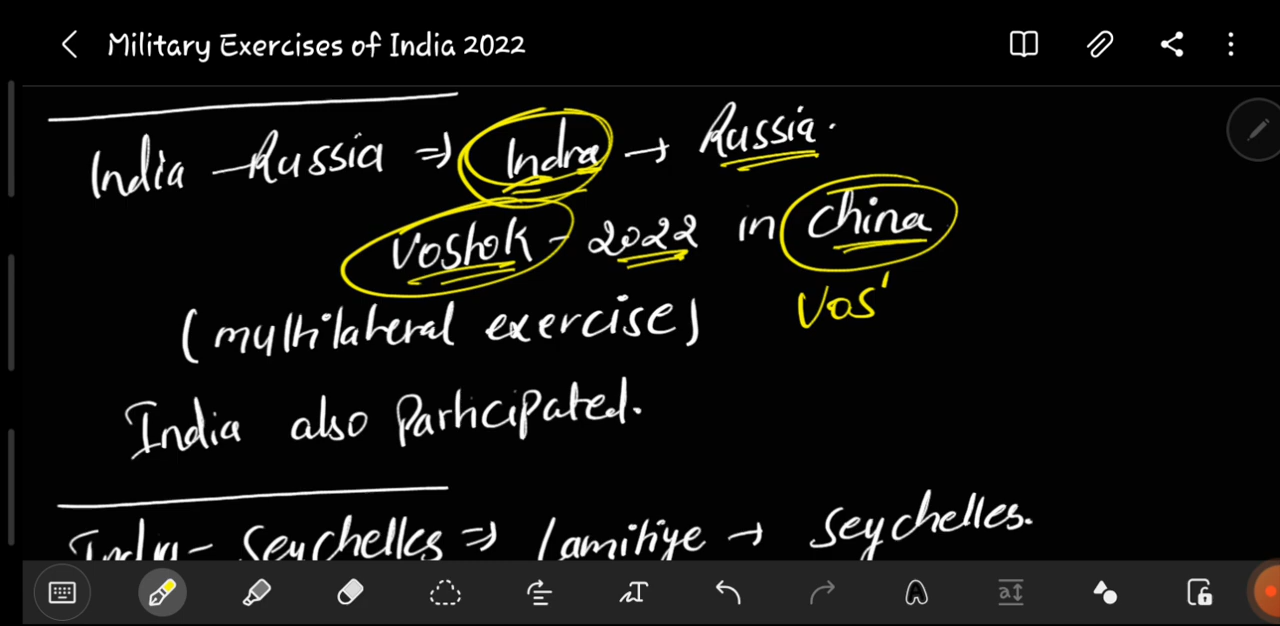 Military Exercises of India 2022
India - Russia ⇒ Indra → Russia.
Vostok - 2022 in China
Vos'
(multilateral exercise)
India also Participated.
India - Seychelles ⇒ Lamitiye → Seychelles.